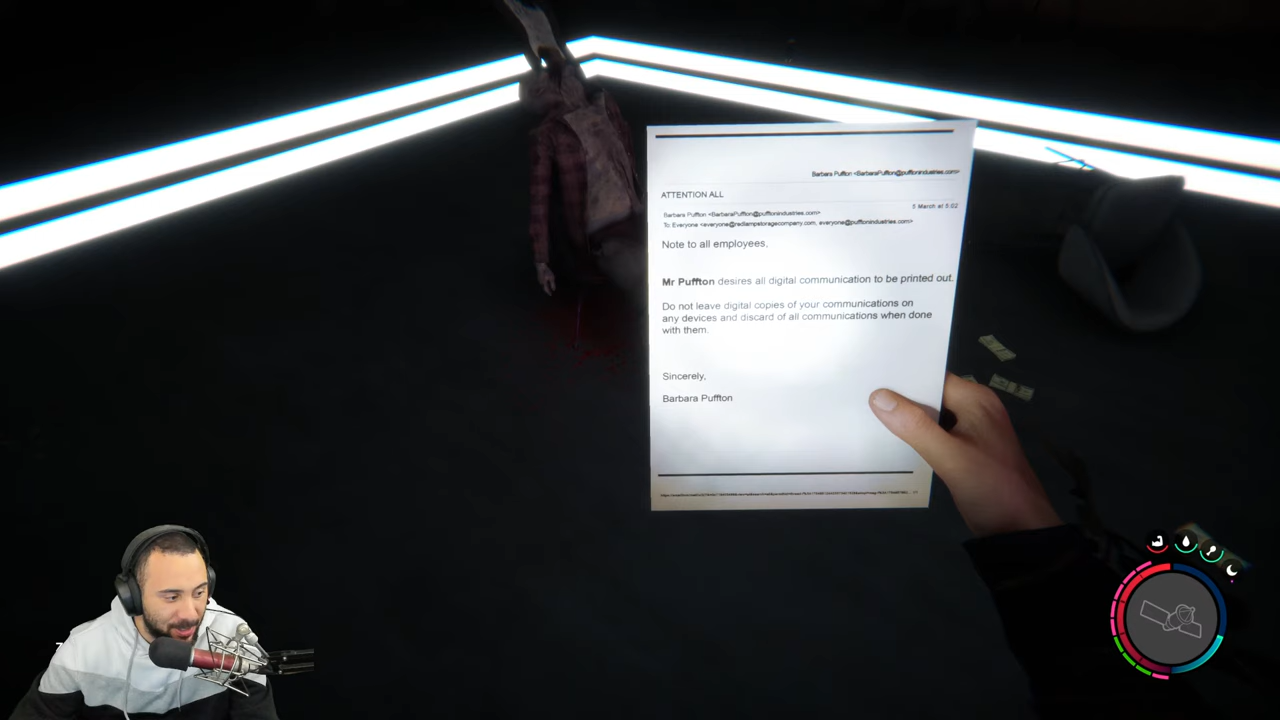 Barbara Puffton <BarbaraPuffton@pufftonindustries.com>
ATTENTION ALL
5 March at 5:02
Barbara Puffton <BarbaraPuffton@pufftonindustries.com>
To: Everyone <everyone@redlampstoragecompany.com, everyone@pufftonindustries.com>
Note to all employees,
Mr Puffton desires all digital communication to be printed out.
Do not leave digital copies of your communications on
any devices and discard of all communications when done
with them.
Sincerely,
Barbara Puffton